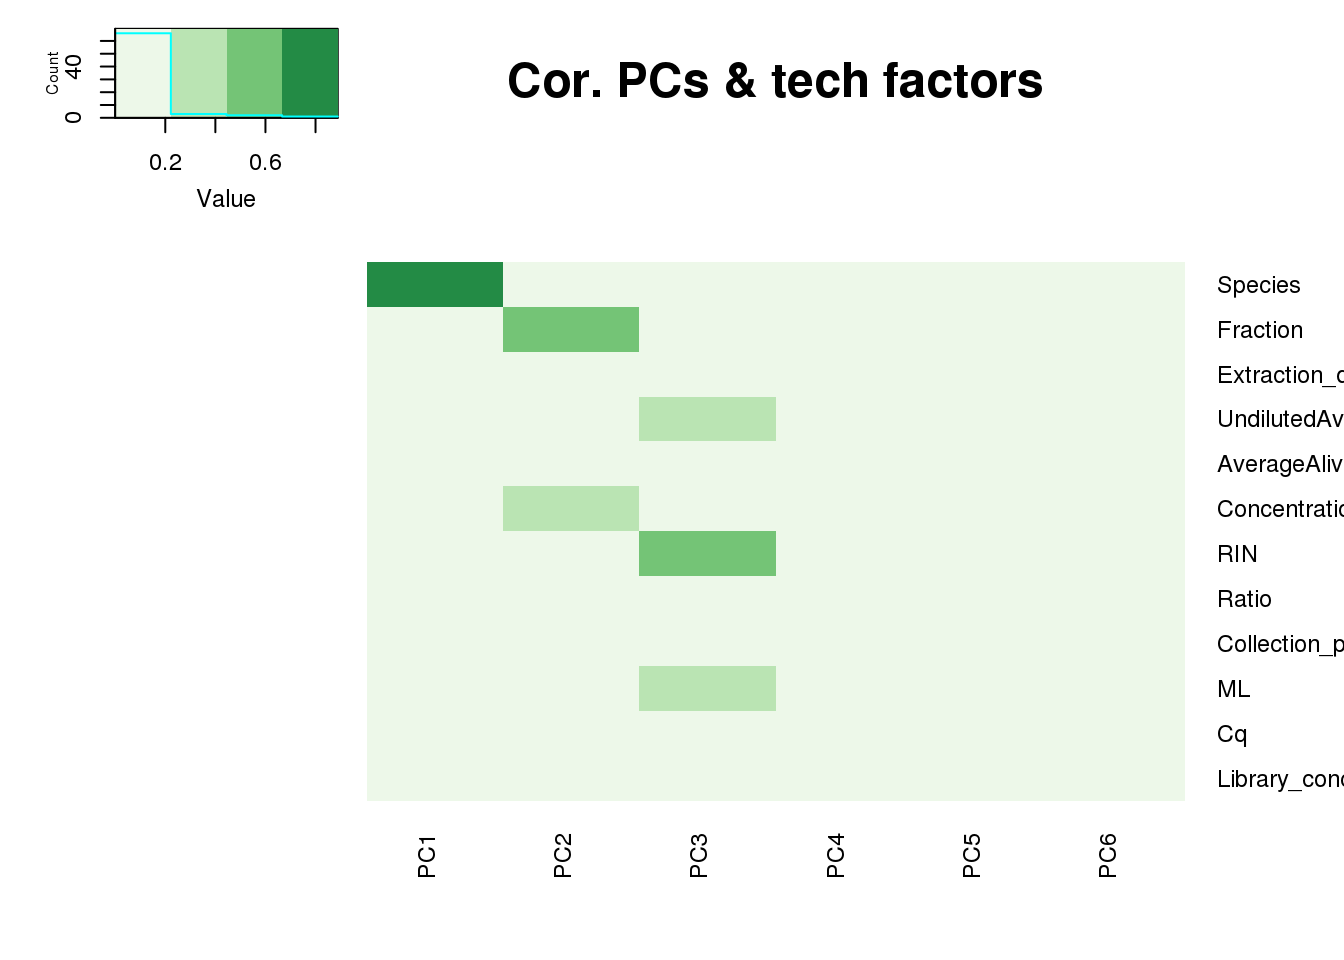 Cor. PCs & tech factors
Count
0
40
0.2
0.6
Value
Species
Fraction
Extraction_
UndilutedAv
AverageAliv
Concentratio
RIN
Ratio
Collection_p
ML
Cq
Library_conc
PC1
PC2
PC3
PC4
PC5
PC6